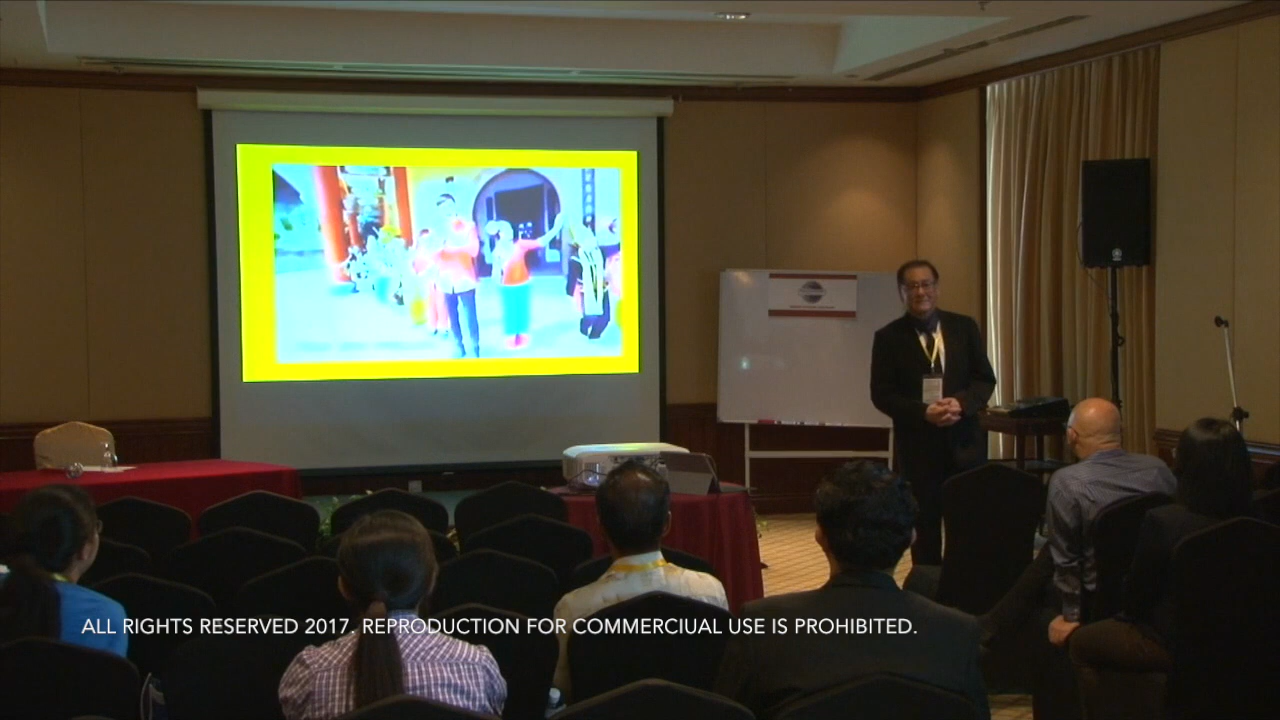 ALL RIGHTS RESERVED 2017. REPRODUCTION FOR COMMERCIUAL USE IS PROHIBITED.